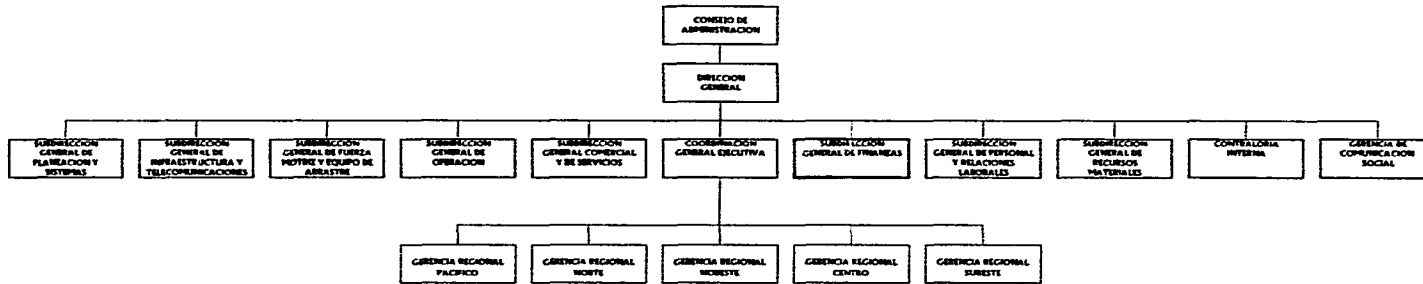 CONSEJO DE
ADMINISTRACION
DIRECCION
GENERAL
SUBDIRECCION
GENERAL DE
PLANEACION Y
SISTEMAS
SUBDIRECCION
GENERAL DE
INFRAESTRUCTURA Y
TELECOMUNICACIONES
SUBDIRECCION
GENERAL DE FUERZA
MOTRIZ Y EQUIPO DE
ARRASTRE
SUBDIRECCION
GENERAL DE
OPERACION
SUBDIRECCION
GENERAL COMERCIAL
Y DE SERVICIOS
COORDINACION
GENERAL EJECUTIVA
SUBDIRECCION
GENERAL DE FINANZAS
SUBDIRECCION
GENERAL DE PERSONAL
Y RELACIONES
LABORALES
SUBDIRECCION
GENERAL DE
RECURSOS
MATERIALES
CONTRALORIA
INTERNA
GERENCIA DE
COMUNICACION
SOCIAL
GERENCIA REGIONAL
PACIFICO
GERENCIA REGIONAL
NORTE
GERENCIA REGIONAL
NORESTE
GERENCIA REGIONAL
CENTRO
GERENCIA REGIONAL
SURESTE